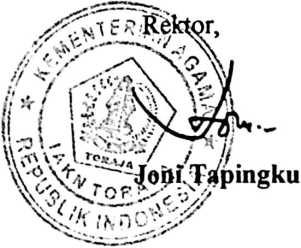 Rektor,
KEMENTERIAN AGAMA
IAKN TORAJA
TORAJA
REPUBLIK INDONESIA
Joni Tapingku